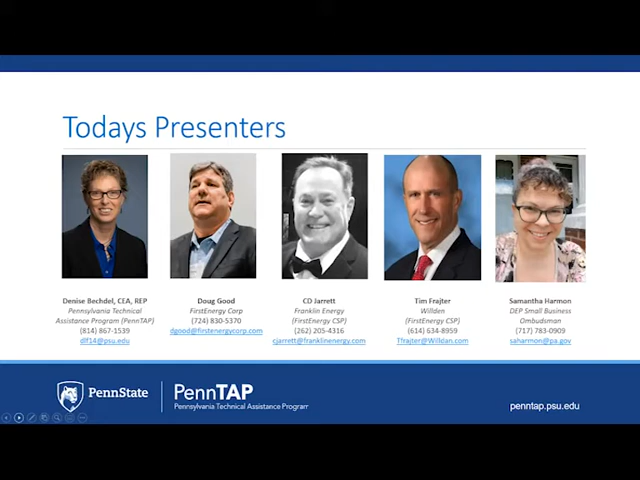 Todays Presenters
Denise Bechdel, CEA, REP
Pennsylvania Technical
Assistance Program (PennTAP)
(814) 867-1539
dlf14@psu.edu
Doug Good
FirstEnergy Corp
(724) 830-5370
dgood@firstenergycorp.com
CD Jarrett
Franklin Energy
(FirstEnergy CSP)
(262) 205-4316
cjarrett@franklinenergy.com
Tim Frajter
Willden
(FirstEnergy CSP)
(614) 634-8959
Tfrajter@Willdan.com
Samantha Harmon
DEP Small Business
Ombudsman
(717) 783-0909
saharmon@pa.gov
PennState
PennTAP
Pennsylvania Technical Assistance Program
penntap.psu.edu